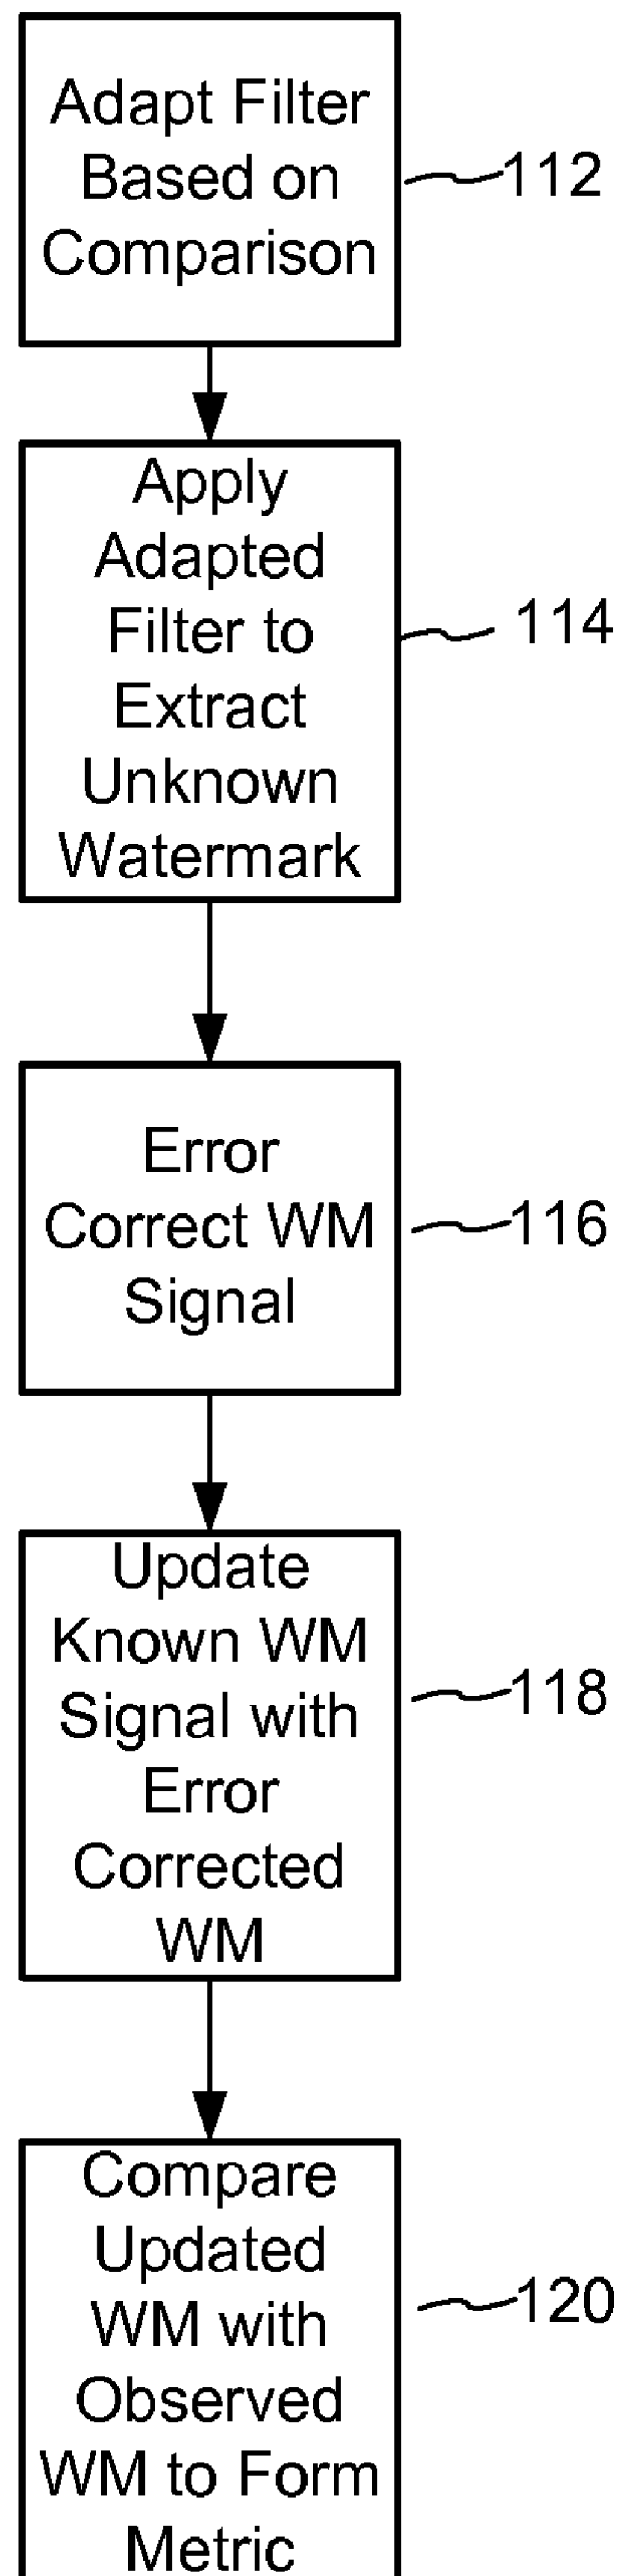 Adapt Filter
Based on
Comparison
112
Apply
Adapted
Filter to
Extract
Unknown
Watermark
114
Error
Correct WM
Signal
116
Update
Known WM
Signal with
Error
Corrected
WM
118
Compare
Updated
WM with
Observed
WM to Form
Metric
120